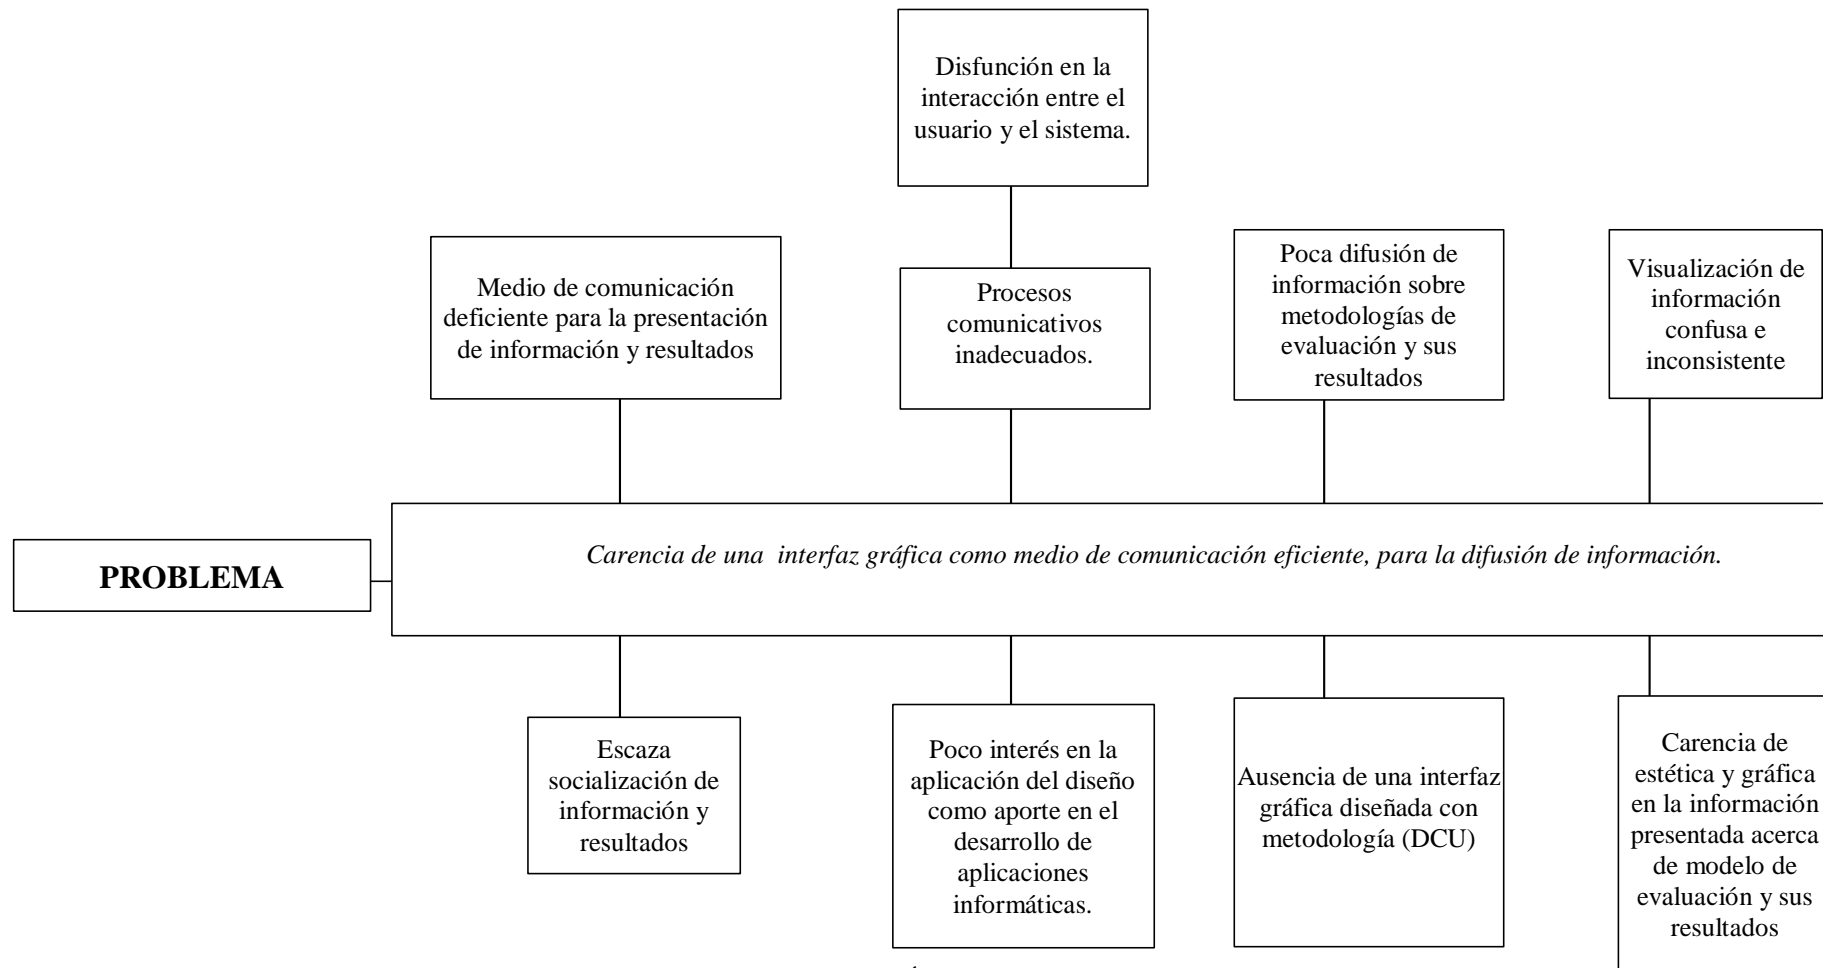 Disfunción en la
interacción entre el
usuario y el sistema.
Medio de comunicación
deficiente para la presentación
de información y resultados
Procesos
comunicativos
inadecuados.
Poca difusión de
información sobre
metodologías de
evaluación y sus
resultados
Visualización de
información
confusa e
inconsistente
PROBLEMA
Carencia de una interfaz gráfica como medio de comunicación eficiente, para la difusión de información.
Escaza
socialización de
información y
resultados
Poco interés en la
aplicación del diseño
como aporte en el
desarrollo de
aplicaciones
informáticas.
Ausencia de una interfaz
gráfica diseñada con
metodología (DCU)
Carencia de
estética y gráfica
en la información
presentada acerca
de modelo de
evaluación y sus
resultados